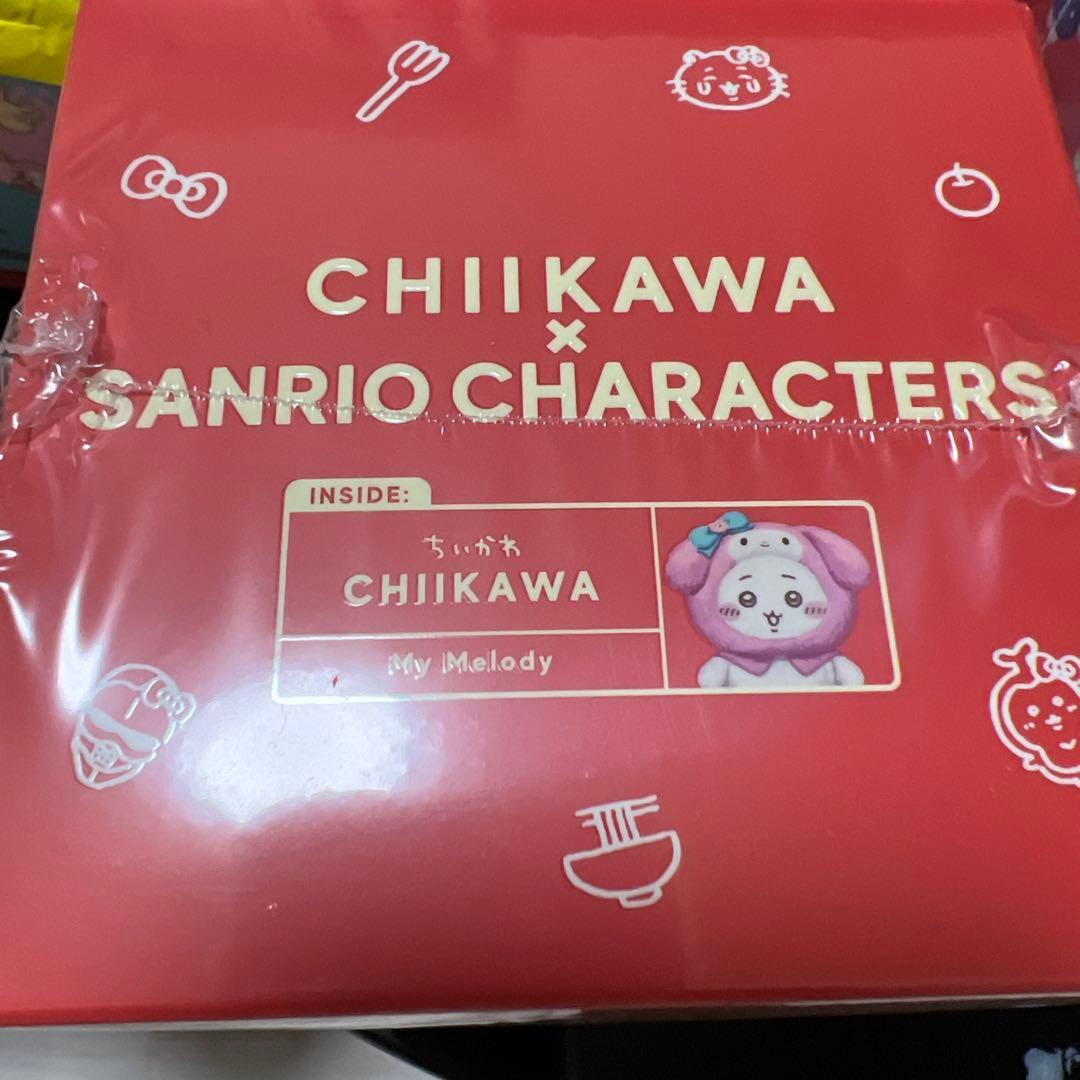 CHIIKAWA
×
SANRIO CHARACTERS
INSIDE:
ちいかわ
CHIIKAWA
My Melody